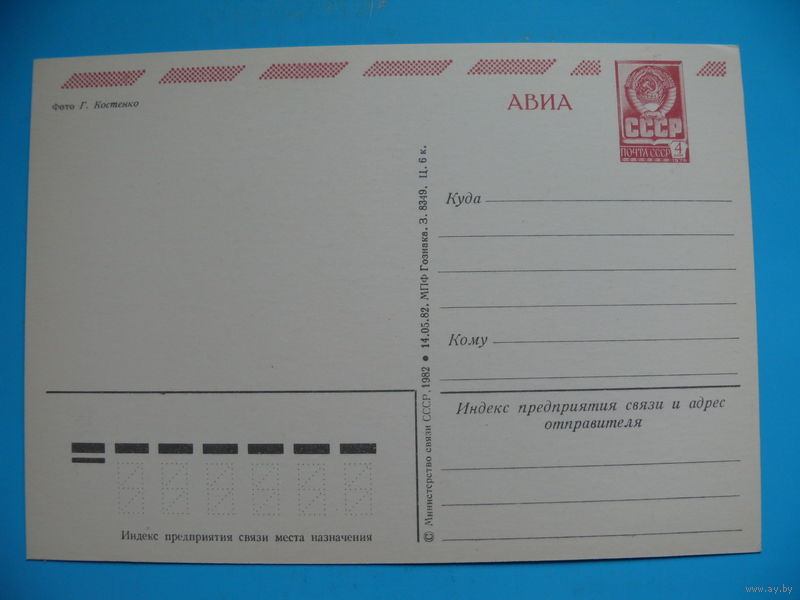 Фото Г. Костенко
АВИА
СССР
ПОЧТА СССР
4
Куда
Кому
Индекс предприятия связи и адрес
отправителя
© Министерство связи СССР. 1982 ● 14.05.82. МПФ Гознака. З. 8349. Ц. 6 к.
Индекс предприятия связи места назначения
www.ay.by